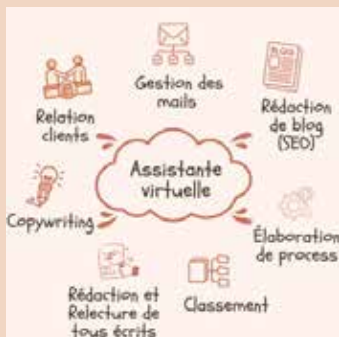 Gestion des
mails
Relation
clients
Rédaction
de blog
(SEO)
Assistante
virtuelle
Copywriting
Élaboration
de process
Rédaction et
Relecture de
tous écrits
Classement